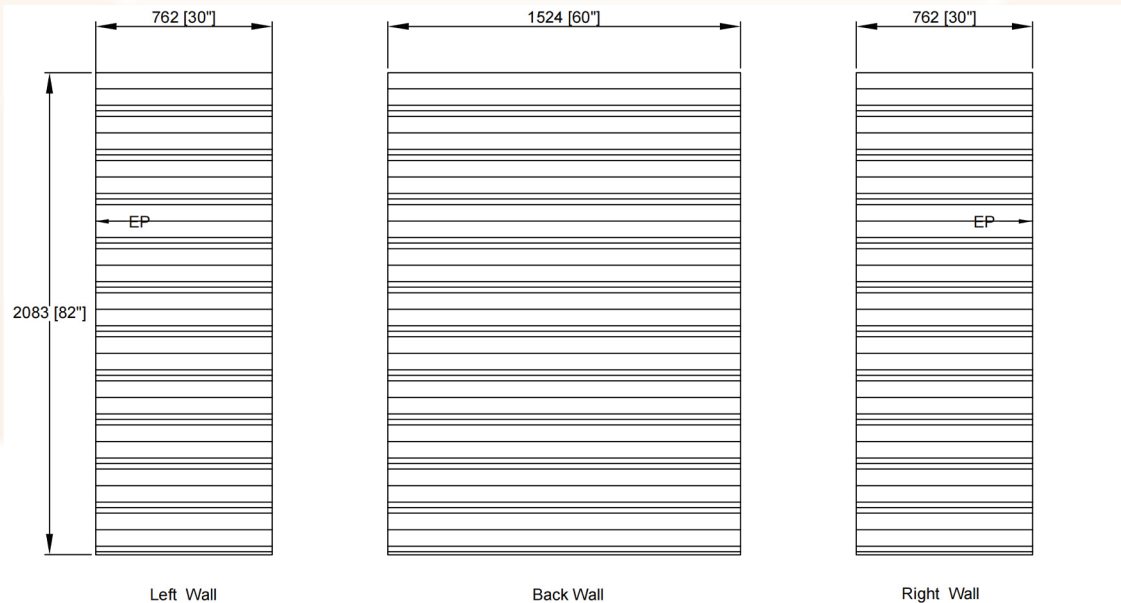 762 [30"]
1524 [60"]
762 [30"]
EP
EP
2083 [82"]
Left Wall
Back Wall
Right Wall